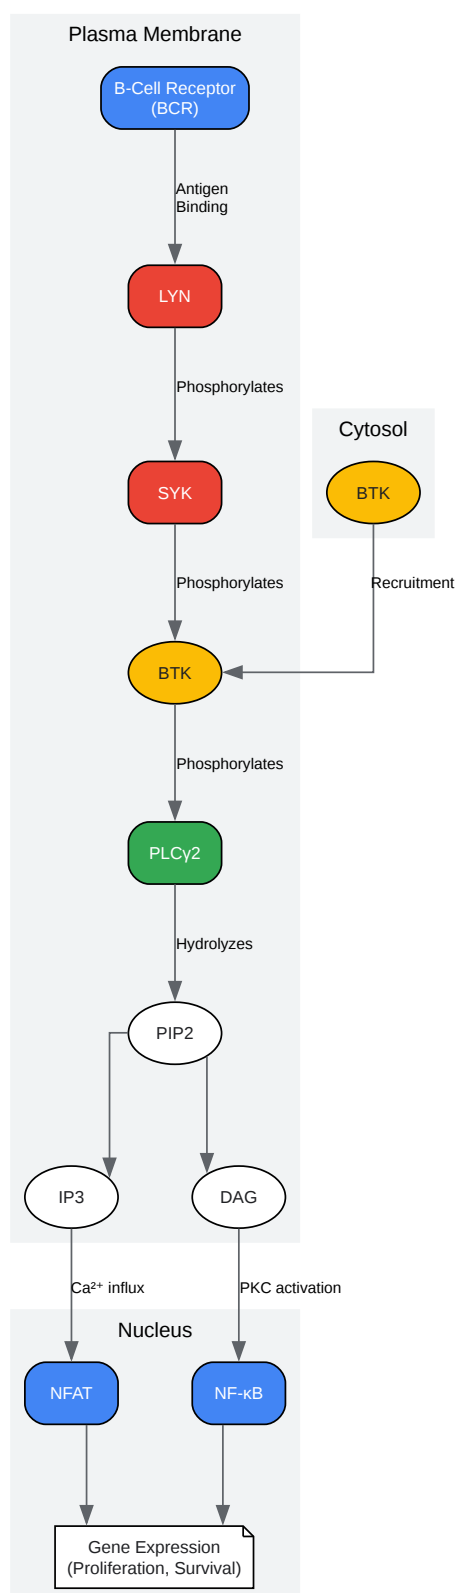 Plasma Membrane
B-Cell Receptor
(BCR)
Antigen
Binding
LYN
Phosphorylates
Cytosol
SYK
BTK
Phosphorylates
Recruitment
BTK
Phosphorylates
PLCγ2
Hydrolyzes
PIP2
IP3
DAG
Ca²⁺ influx
PKC activation
Nucleus
NFAT
NF-κB
Gene Expression
(Proliferation, Survival)